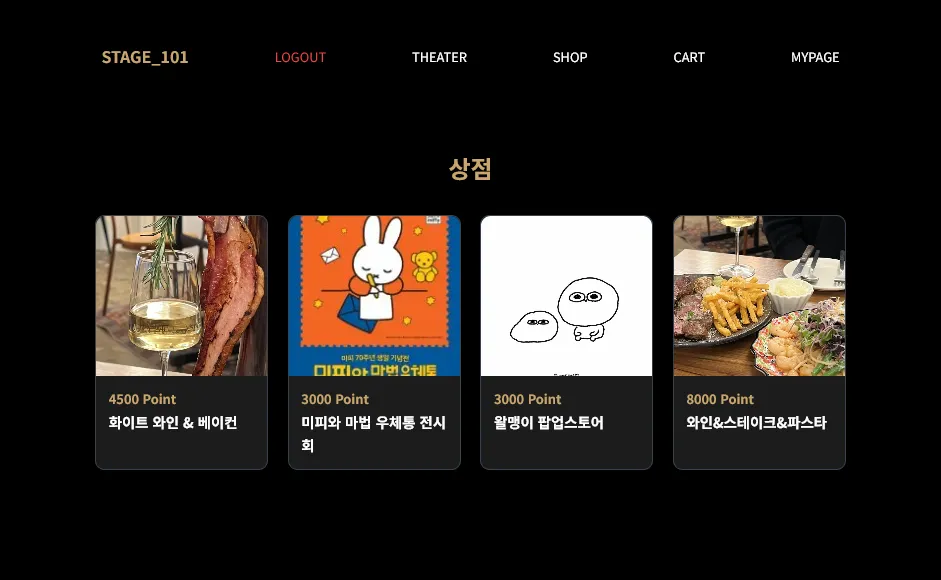 STAGE_101
LOGOUT
THEATER
SHOP
CART
MYPAGE
상점
미피 70주년 생일 기념전
미피와 마법 우체통
4500 Point
화이트 와인 & 베이컨
3000 Point
미피와 마법 우체통 전시
회
3000 Point
왈맹이 팝업스토어
8000 Point
와인&스테이크&파스타